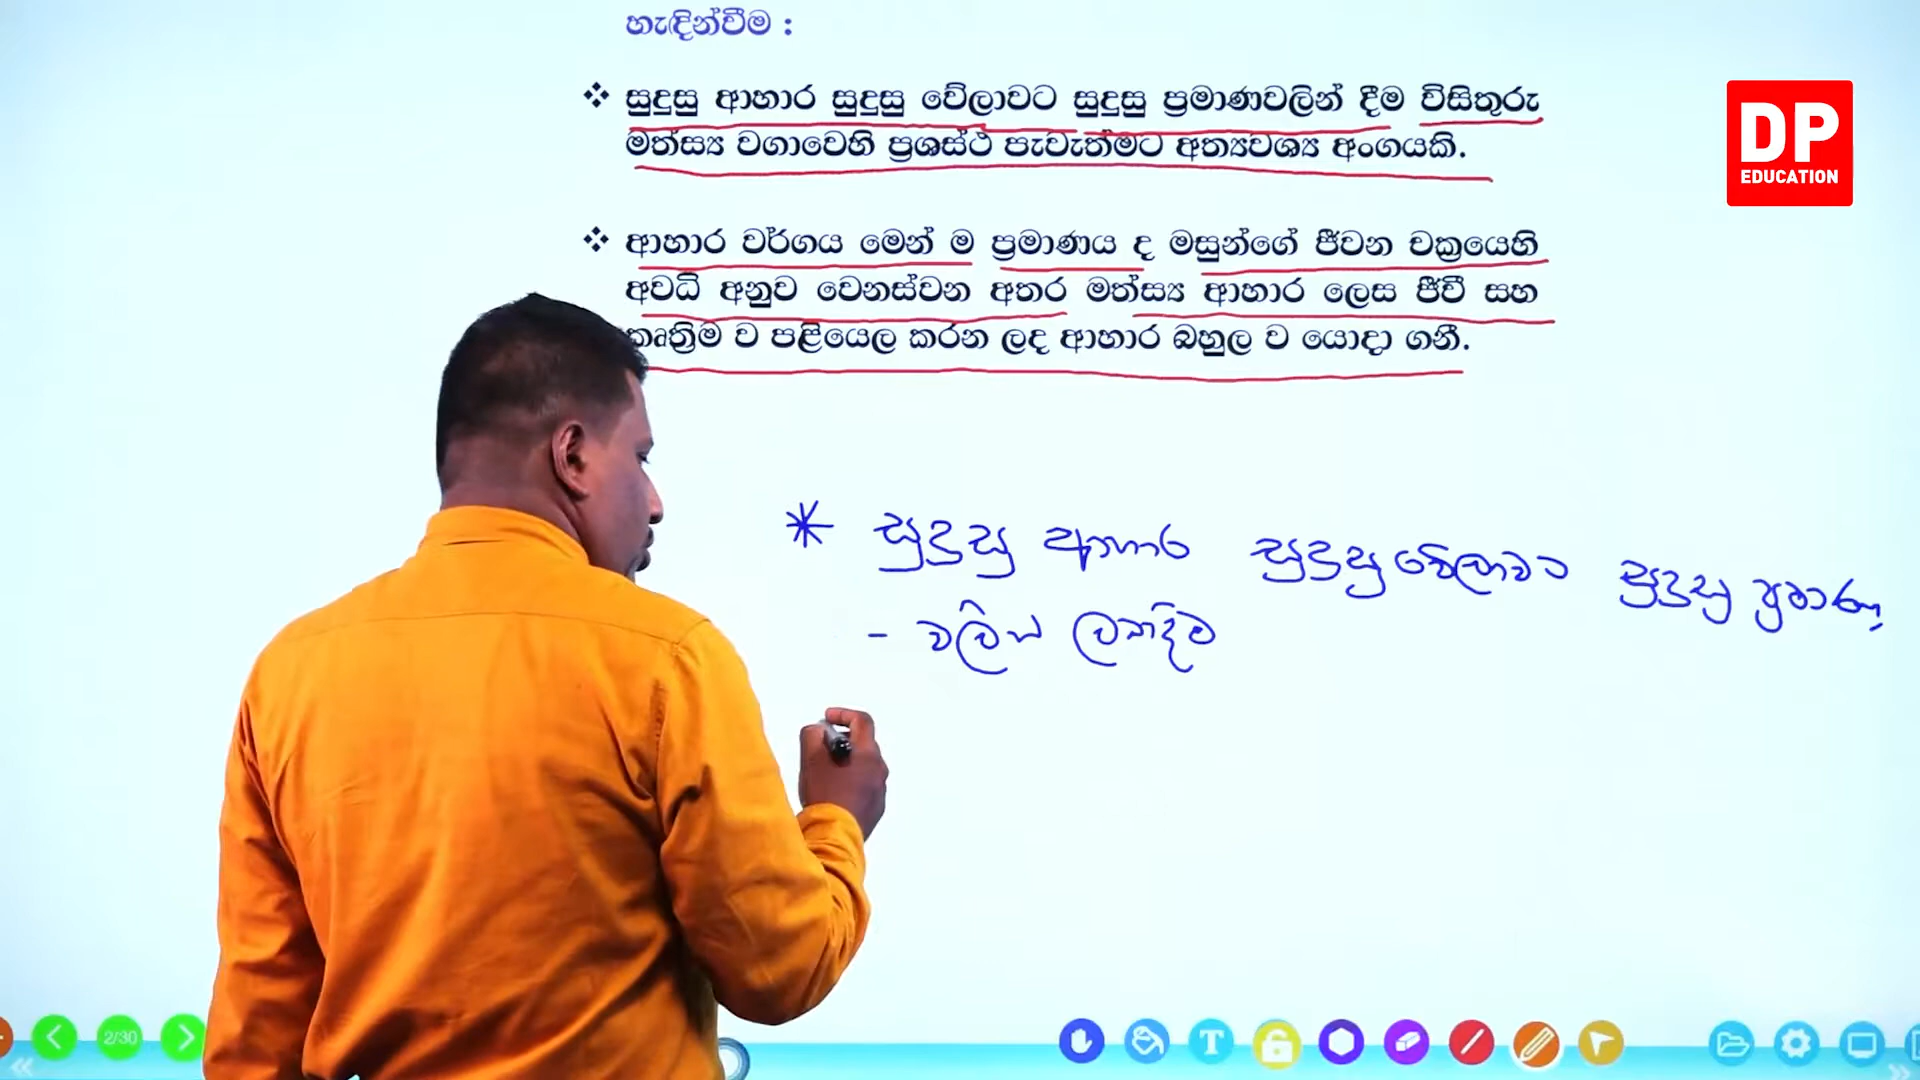 හැඳින්වීම :
❖ සුදුසු ආහාර සුදුසු වේලාවට සුදුසු ප්‍රමාණවලින් දීම විසිතුරු
මත්ස්‍ය වගාවෙහි ප්‍රශස්ථ පැවැත්මට අත්‍යවශ්‍ය අංගයකි.
❖ ආහාර වර්ගය මෙන් ම ප්‍රමාණය ද මසුන්ගේ ජීවන චක්‍රයෙහි
අවධි අනුව වෙනස්වන අතර මත්ස්‍ය ආහාර ලෙස ජීවී සහ
කෘත්‍රිම ව පිළියෙල කරන ලද ආහාර බහුල ව යොදා ගනී.
DP
EDUCATION
* සුදුසු ආහාර සුදුසු වේලාවට සුදුසු ප්‍රමාණ
- වලින්
2/30
T